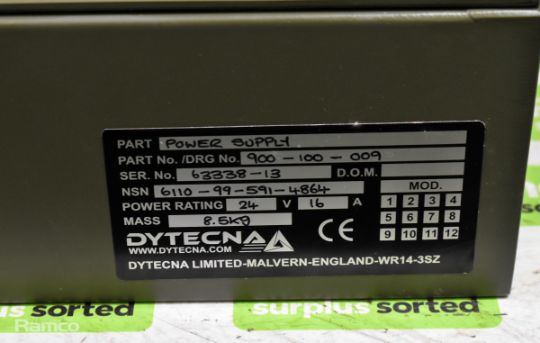 PART POWER SUPPLY
PART No./DRG No. 900-100-009
SER. No. 63338-13 D.O.M.
NSN 6110-99-591-4864 MOD.
POWER RATING 24 V 16 A
MASS 8.5kg
1 2 3 4
5 6 7 8
9 10 11 12
DYTECNA
WWW.DYTECNA.COM
CE
DYTECNA LIMITED-MALVERN-ENGLAND-WR14-3SZ
surplus sorted
surplus sorted
Ramco